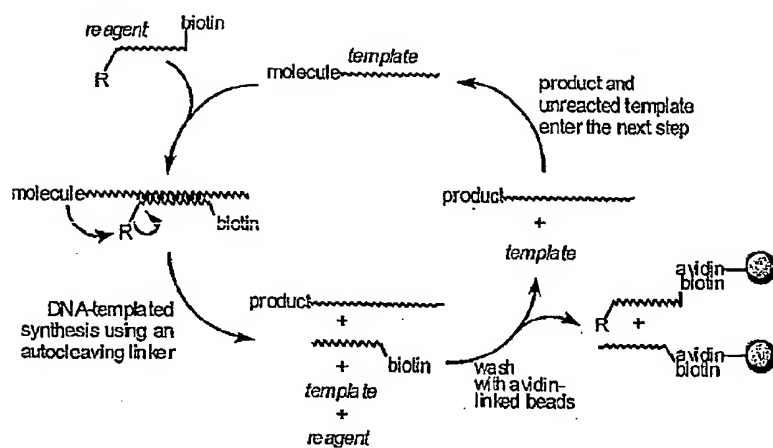 biotin
reagent
R
template
molecule
product and
unreacted template
enter the next step
molecule
R
biotin
product
+
template
DNA-templated
synthesis using an
autocleaving linker
product
+
biotin
+
template
+
reagent
wash
with avidin-
linked beads
avidin
biotin
R
+
avidin
biotin